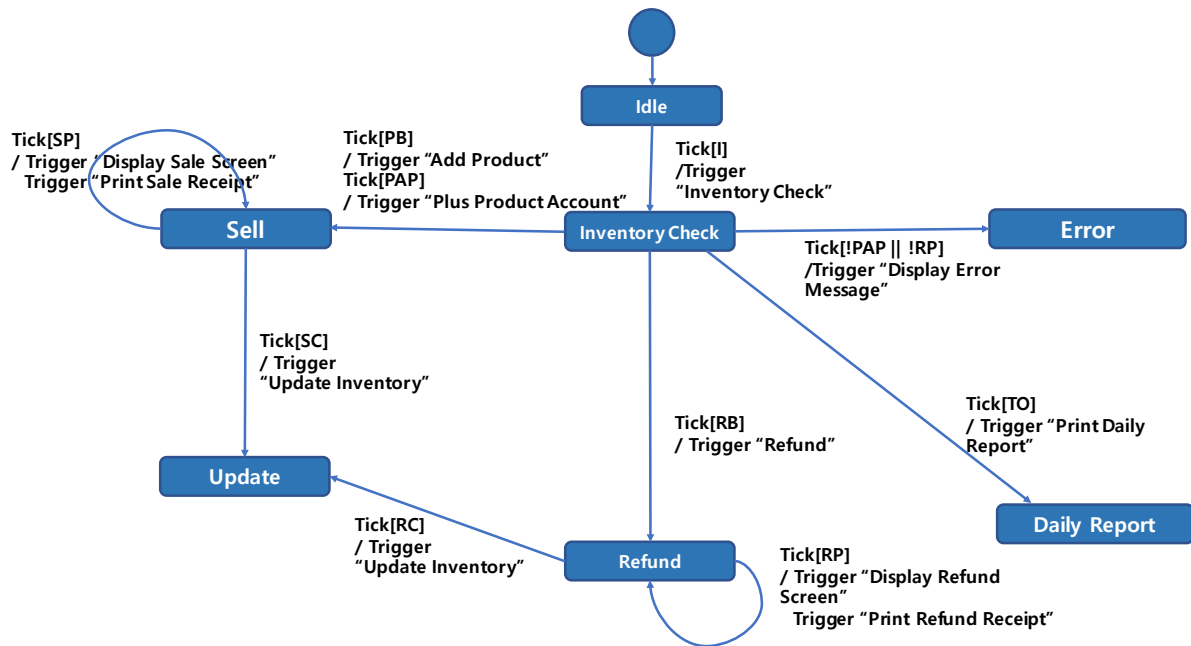 Idle
Tick[SP]
/ Trigger “Display Sale Screen”
Trigger “Print Sale Receipt”
Tick[PB]
/ Trigger “Add Product”
Tick[PAP]
/ Trigger “Plus Product Account”
Tick[I]
/Trigger
“Inventory Check”
Sell
Inventory Check
Error
Tick[!PAP || !RP]
/Trigger “Display Error
Message”
Tick[SC]
/ Trigger
“Update Inventory”
Tick[RB]
/ Trigger “Refund”
Tick[TO]
/ Trigger “Print Daily
Report”
Update
Daily Report
Tick[RC]
/ Trigger
“Update Inventory”
Refund
Tick[RP]
/ Trigger “Display Refund
Screen”
Trigger “Print Refund Receipt”